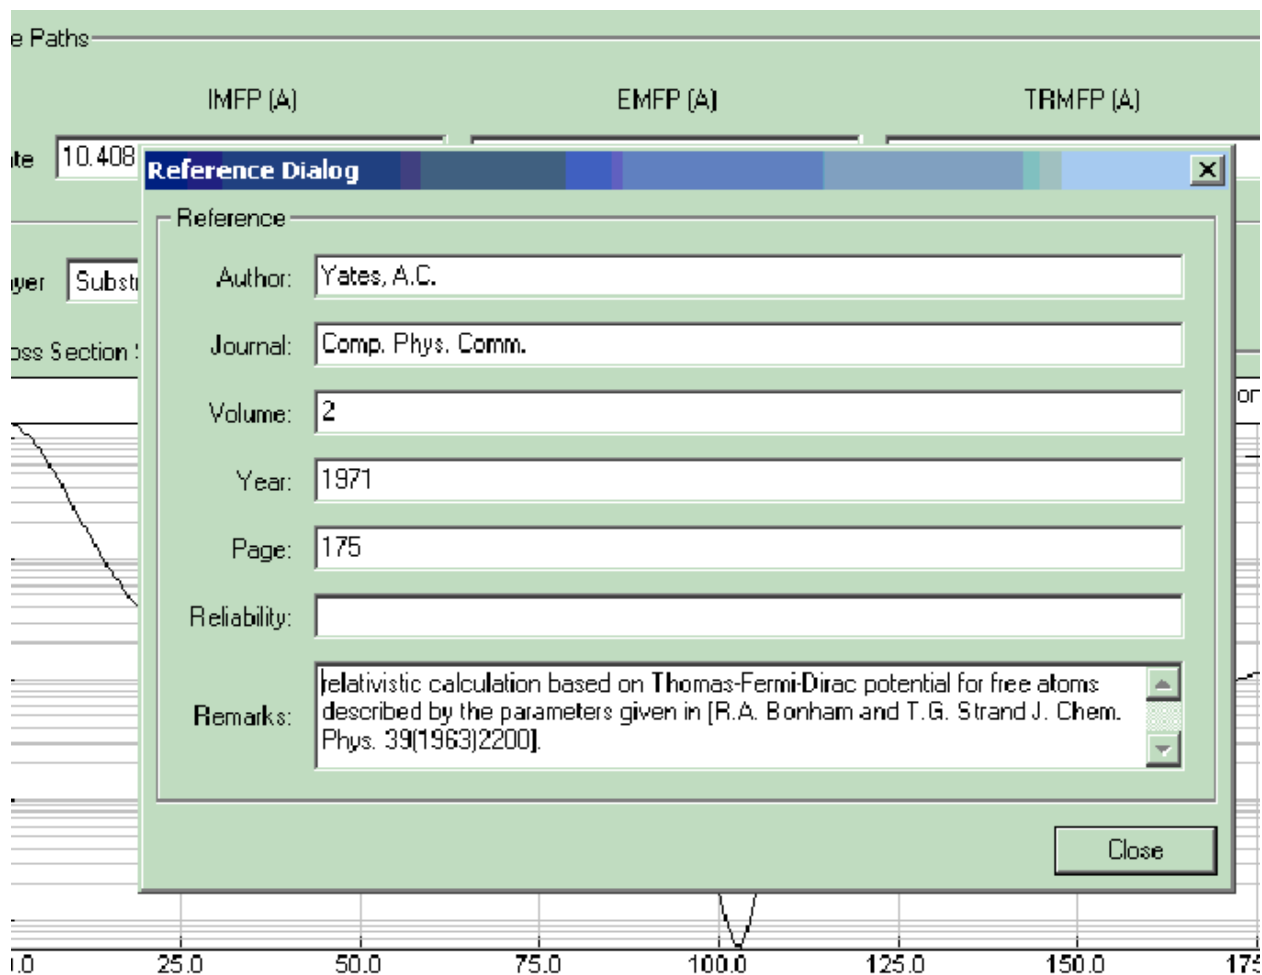 e Paths
IMFP (A) EMFP (A) TRMFP (A)
10.408
Reference Dialog
Reference
Author: Yates, A.C.
yer Substr
Journal: Comp. Phys. Comm.
oss Section S
Volume: 2
Year: 1971
Page: 175
Reliability:
Remarks: relativistic calculation based on Thomas-Fermi-Dirac potential for free atoms
described by the parameters given in [R.A. Bonham and T.G. Strand J. Chem.
Phys. 39(1963)2200].
Close
.0 25.0 50.0 75.0 100.0 125.0 150.0 175